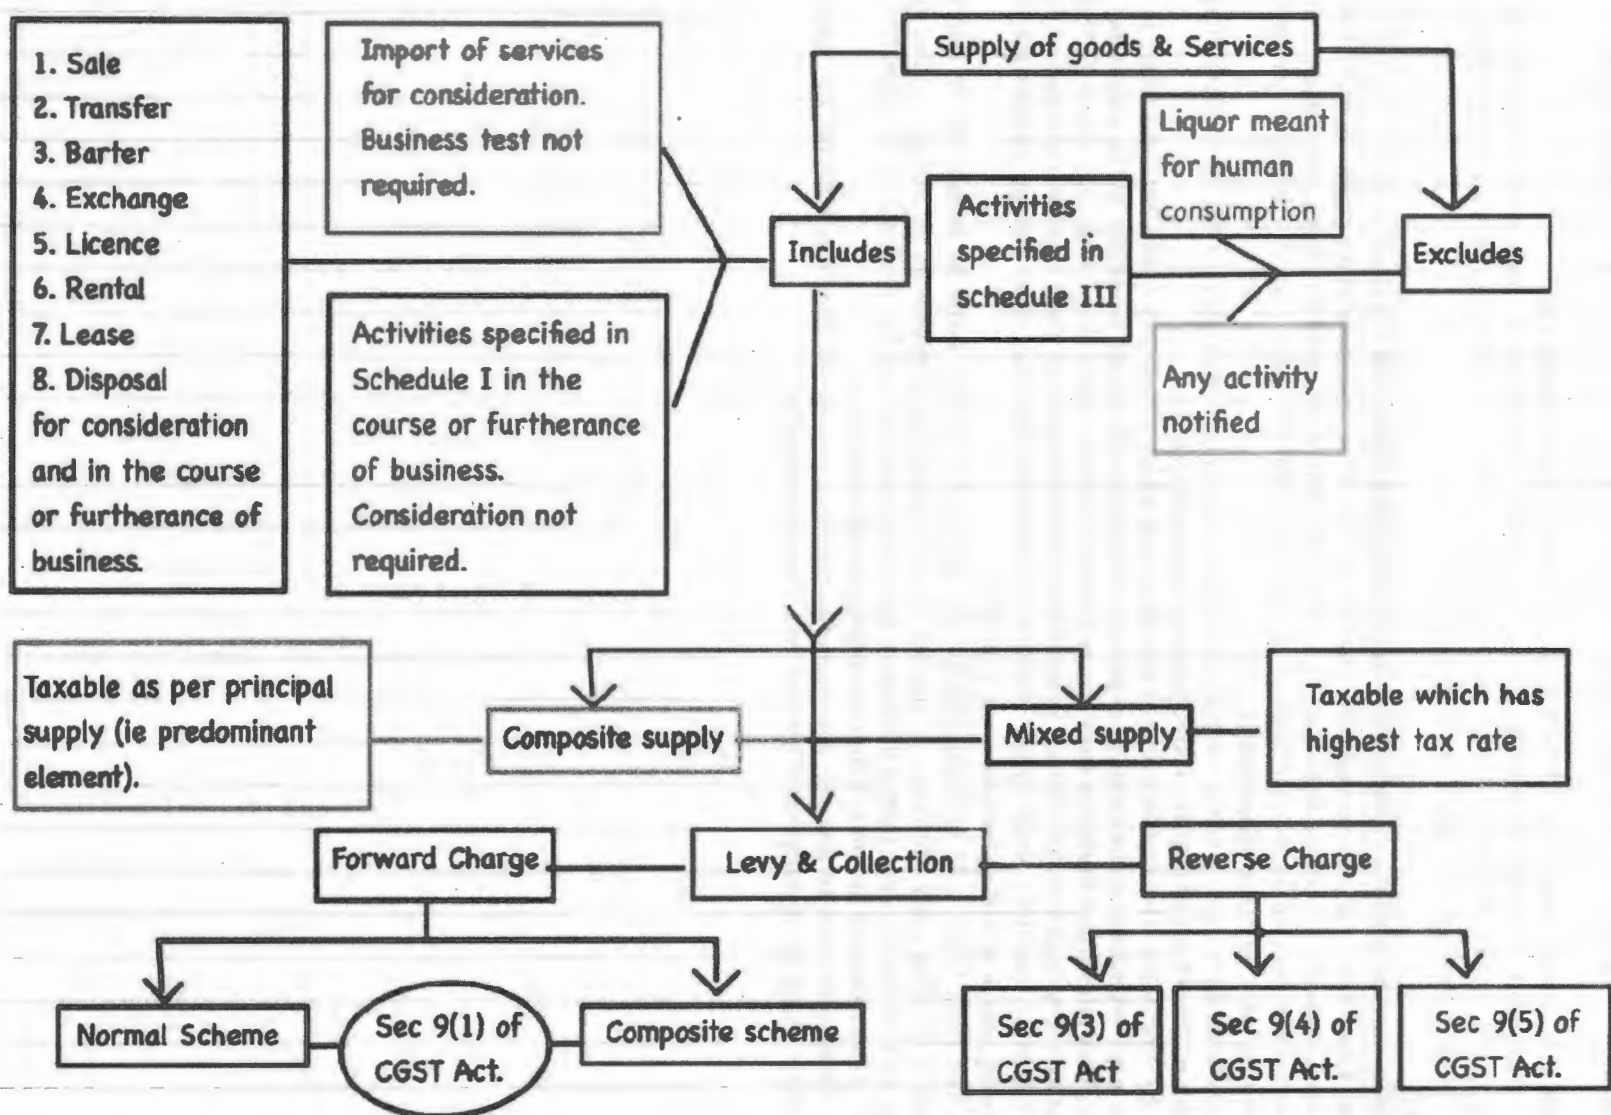 1. Sale
2. Transfer
3. Barter
4. Exchange
5. Licence
6. Rental
7. Lease
8. Disposal
for consideration
and in the course
or furtherance of
business.
Import of services
for consideration.
Business test not
required.
Activities specified in
Schedule I in the
course or furtherance
of business.
Consideration not
required.
Supply of goods & Services
Includes
Activities
specified in
schedule III
Liquor meant
for human
consumption
Any activity
notified
Excludes
Taxable as per principal
supply (ie predominant
element).
Composite supply
Mixed supply
Taxable which has
highest tax rate
Forward Charge
Levy & Collection
Reverse Charge
Normal Scheme
Sec 9(1) of
CGST Act.
Composite scheme
Sec 9(3) of
CGST Act
Sec 9(4) of
CGST Act.
Sec 9(5) of
CGST Act.